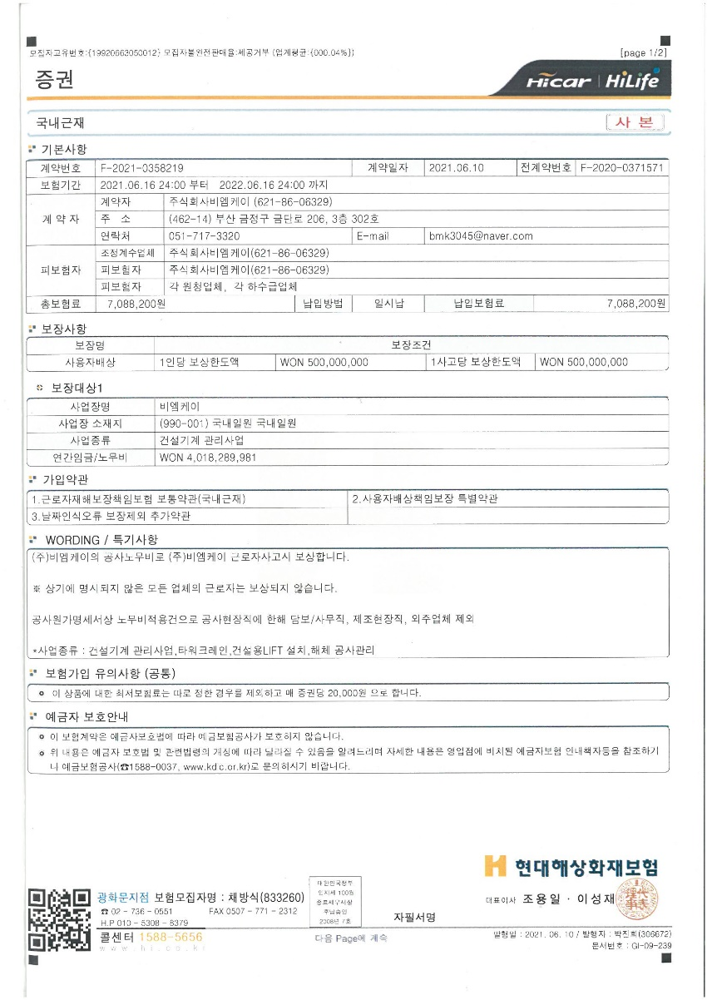 모집자고유번호:{19920663050012} 모집자불완전판매율:제공거부 (업계평균:{000.04%})
[page 1/2]
증권
Hicar | HiLife
국내근재
사 본
기본사항
계약번호 F-2021-0358219 계약일자 2021.06.10 전계약번호 F-2020-0371571
보험기간 2021.06.16 24:00 부터 2022.06.16 24:00 까지
계 약 자 계약자 주식회사비엠케이 (621-86-06329)
주 소 (462-14) 부산 금정구 금단로 206, 3층 302호
연락처 051-717-3320 E-mail bmk3045@naver.com
피보험자 조정계수업체 주식회사비엠케이(621-86-06329)
피보험자 주식회사비엠케이(621-86-06329)
피보험자 각 원청업체, 각 하수급업체
총보험료 7,088,200원 납입방법 일시납 납입보험료 7,088,200원
보장사항
보장명 보장조건
사용자배상 1인당 보상한도액 WON 500,000,000 1사고당 보상한도액 WON 500,000,000
보장대상1
사업장명 비엠케이
사업장 소재지 (990-001) 국내일원 국내일원
사업종류 건설기계 관리사업
연간임금/노무비 WON 4,018,289,981
가입약관
1.근로자재해보장책임보험 보통약관(국내근재) 2.사용자배상책임보장 특별약관
3.날짜인식오류 보장제외 추가약관
WORDING / 특기사항
(주)비엠케이의 공사노무비로 (주)비엠케이 근로자사고시 보상합니다.
※ 상기에 명시되지 않은 모든 업체의 근로자는 보상되지 않습니다.
공사원가명세서상 노무비적용건으로 공사현장직에 한해 담보/사무직, 제조현장직, 외주업체 제외
*사업종류 : 건설기계 관리사업,타워크레인,건설용LIFT 설치,해체 공사관리
보험가입 유의사항 (공통)
이 상품에 대한 최저보험료는 따로 정한 경우를 제외하고 매 증권당 20,000원 으로 합니다.
예금자 보호안내
이 보험계약은 예금자보호법에 따라 예금보험공사가 보호하지 않습니다.
위 내용은 예금자 보호법 및 관련법령의 개정에 따라 달라질 수 있음을 알려드리며 자세한 내용은 영업점에 비치된 예금자보험 안내책자등을 참조하기
나 예금보험공사(☎1588-0037, www.kdic.or.kr)로 문의하시기 바랍니다.
현대해상화재보험
대표이사 조용일 · 이성재
광화문지점 보험모집자명 : 채방식(833260)
☎ 02 - 736 - 0551 FAX 0507 - 771 - 2312
H.P 010 - 5308 - 8379
콜센터 1588-5656
www.hi.co.kr
대한민국정부
인지세 100원
종로세무서장
후납승인
2008년 7호
자필서명
다음 Page에 계속
발행일 : 2021. 06. 10 / 발행자 : 박진희(306672)
문서번호 : GI-09-239